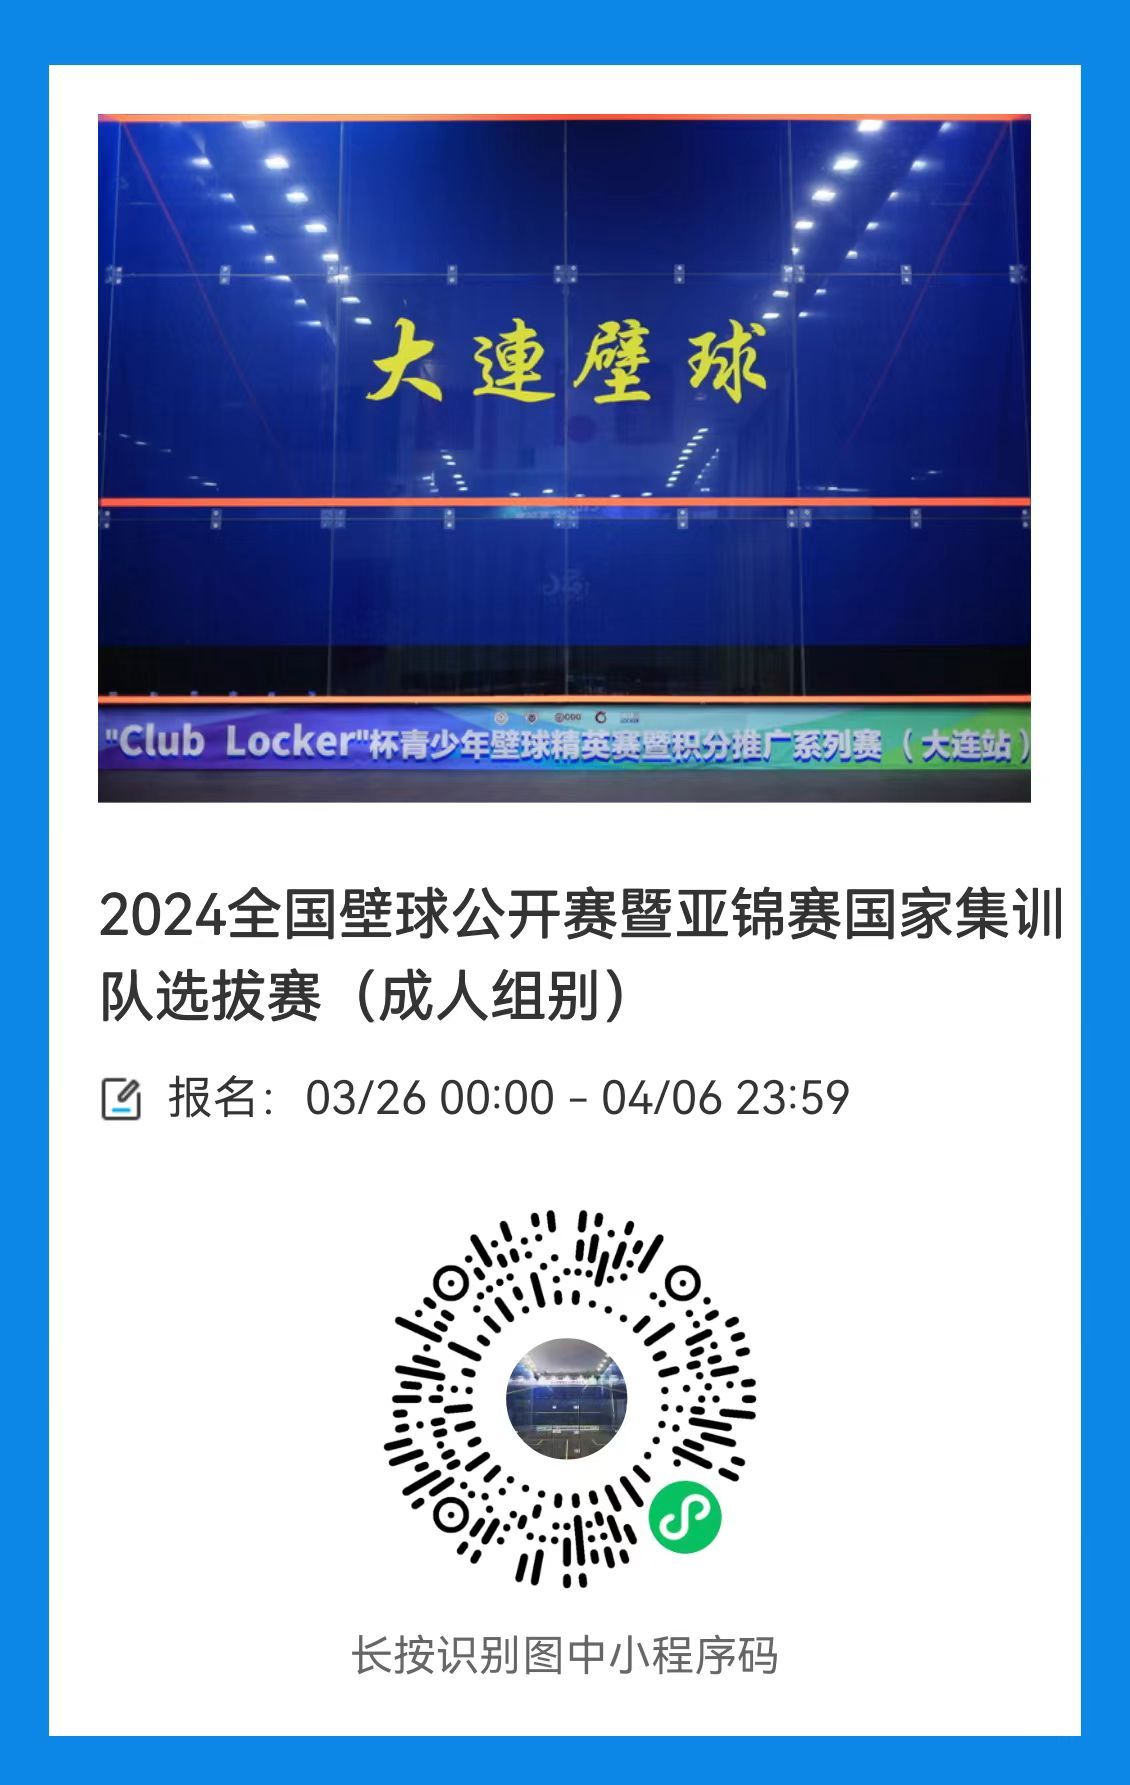 大連壁球
"Club Locker"杯青少年壁球精英赛暨积分推广系列赛（大连站）
2024全国壁球公开赛暨亚锦赛国家集训
队选拔赛（成人组别）
报名：03/26 00:00 - 04/06 23:59
长按识别图中小程序码